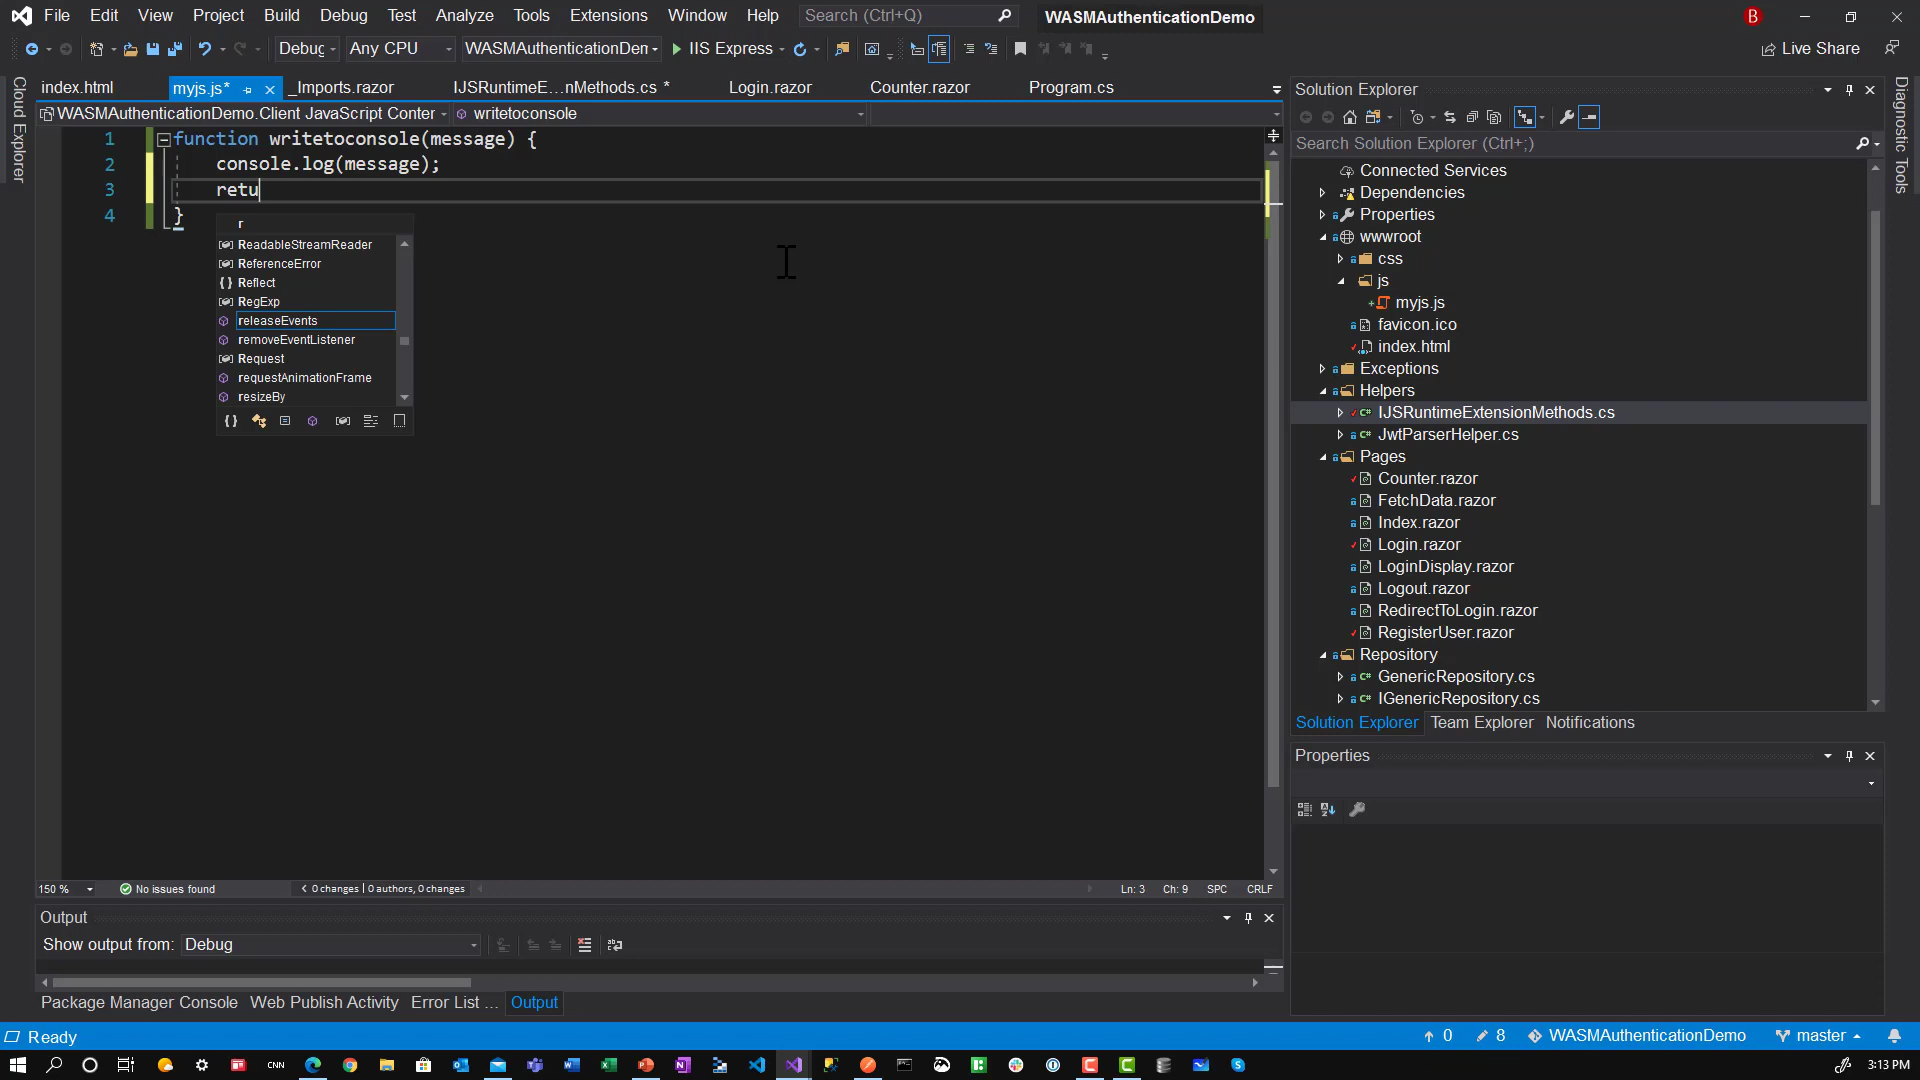 File Edit View Project Build Debug Test Analyze Tools Extensions Window Help Search (Ctrl+Q) WASMAuthenticationDemo B
Debug Any CPU WASMAuthenticationDen IIS Express Live Share
Cloud Explorer
index.html myjs.js* _Imports.razor IJSRuntimeE...nMethods.cs * Login.razor Counter.razor Program.cs
WASMAuthenticationDemo.Client JavaScript Conter writetoconsole
1 function writetoconsole(message) {
2 console.log(message);
3 retu
4 }
r
ReadableStreamReader
ReferenceError
{} Reflect
RegExp
releaseEvents
removeEventListener
Request
requestAnimationFrame
resizeBy
{}
150 % No issues found 0 changes | 0 authors, 0 changes Ln: 3 Ch: 9 SPC CRLF
Output
Show output from: Debug
Package Manager Console Web Publish Activity Error List ... Output
Solution Explorer
Search Solution Explorer (Ctrl+;)
Connected Services
Dependencies
Properties
wwwroot
css
js
myjs.js
favicon.ico
index.html
Exceptions
Helpers
C# IJSRuntimeExtensionMethods.cs
C# JwtParserHelper.cs
Pages
Counter.razor
FetchData.razor
Index.razor
Login.razor
LoginDisplay.razor
Logout.razor
RedirectToLogin.razor
RegisterUser.razor
Repository
C# GenericRepository.cs
C# IGenericRepository.cs
Solution Explorer Team Explorer Notifications
Properties
Diagnostic Tools
Ready 0 8 WASMAuthenticationDemo master
CNN 3:13 PM